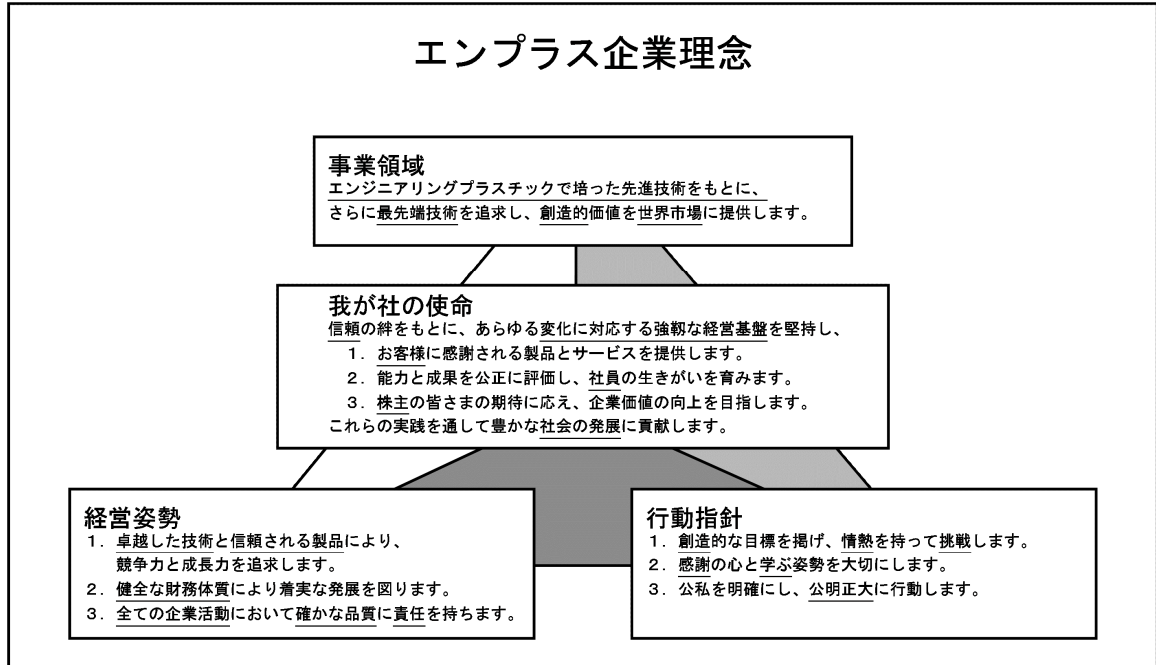 エンプラス企業理念
事業領域
エンジニアリングプラスチックで培った先進技術をもとに、
さらに最先端技術を追求し、創造的価値を世界市場に提供します。
我が社の使命
信頼の絆をもとに、あらゆる変化に対応する強靱な経営基盤を堅持し、
1．お客様に感謝される製品とサービスを提供します。
2．能力と成果を公正に評価し、社員の生きがいを育みます。
3．株主の皆さまの期待に応え、企業価値の向上を目指します。
これらの実践を通して豊かな社会の発展に貢献します。
経営姿勢
1．卓越した技術と信頼される製品により、
競争力と成長力を追求します。
2．健全な財務体質により着実な発展を図ります。
3．全ての企業活動において確かな品質に責任を持ちます。
行動指針
1．創造的な目標を掲げ、情熱を持って挑戦します。
2．感謝の心と学ぶ姿勢を大切にします。
3．公私を明確にし、公明正大に行動します。